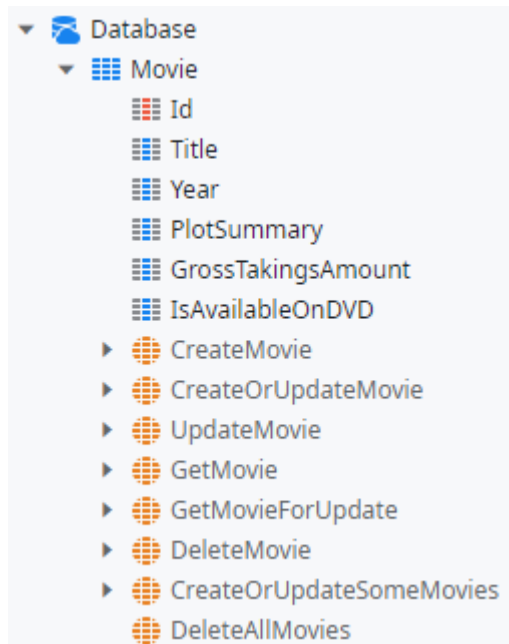 Database
Movie
Id
Title
Year
PlotSummary
GrossTakingsAmount
IsAvailableOnDVD
CreateMovie
CreateOrUpdateMovie
UpdateMovie
GetMovie
GetMovieForUpdate
DeleteMovie
CreateOrUpdateSomeMovies
DeleteAllMovies